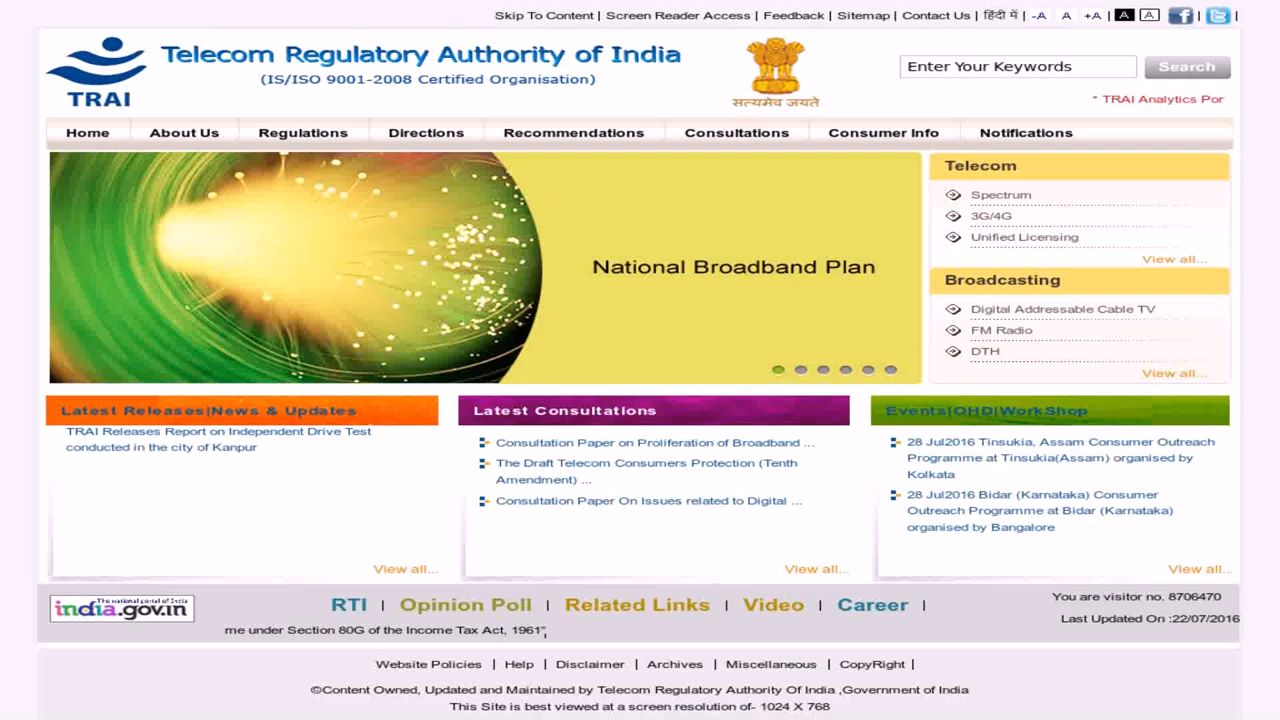 Skip To Content | Screen Reader Access | Feedback | Sitemap | Contact Us | हिंदी में | -A A +A | A A | f | t |
Telecom Regulatory Authority of India
(IS/ISO 9001-2008 Certified Organisation)
TRAI
सत्यमेव जयते
Enter Your Keywords Search
* TRAI Analytics Por
Home About Us Regulations Directions Recommendations Consultations Consumer Info Notifications
National Broadband Plan
Telecom
Spectrum
3G/4G
Unified Licensing
View all...
Broadcasting
Digital Addressable Cable TV
FM Radio
DTH
View all...
Latest Releases|News & Updates
TRAI Releases Report on Independent Drive Test
conducted in the city of Kanpur
View all...
Latest Consultations
Consultation Paper on Proliferation of Broadband ...
The Draft Telecom Consumers Protection (Tenth
Amendment) ...
Consultation Paper On Issues related to Digital ...
View all...
Events|OHD|WorkShop
28 Jul2016 Tinsukia, Assam Consumer Outreach
Programme at Tinsukia(Assam) organised by
Kolkata
28 Jul2016 Bidar (Karnataka) Consumer
Outreach Programme at Bidar (Karnataka)
organised by Bangalore
View all...
The national portal of India
india.gov.in
RTI | Opinion Poll | Related Links | Video | Career |
You are visitor no. 8706470
Last Updated On :22/07/2016
me under Section 80G of the Income Tax Act, 1961",
Website Policies | Help | Disclaimer | Archives | Miscellaneous | CopyRight |
©Content Owned, Updated and Maintained by Telecom Regulatory Authority Of India ,Government of India
This Site is best viewed at a screen resolution of- 1024 X 768